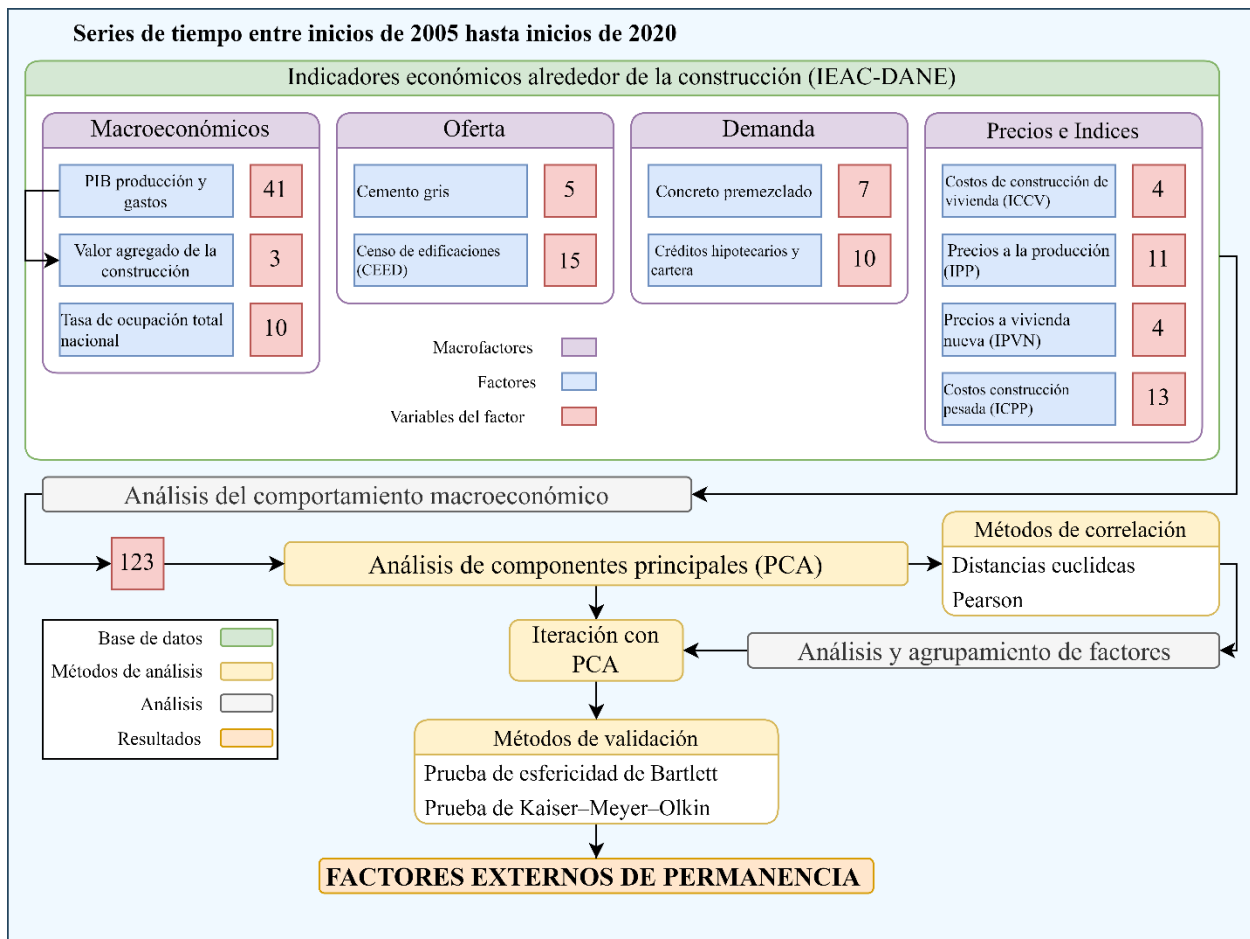 Series de tiempo entre inicios de 2005 hasta inicios de 2020
Indicadores económicos alrededor de la construcción (IEAC-DANE)
Macroeconómicos
PIB producción y
gastos
41
Valor agregado de la
construcción
3
Tasa de ocupación total
nacional
10
Oferta
Cemento gris
5
Censo de edificaciones
(CEED)
15
Demanda
Concreto premezclado
7
Créditos hipotecarios y
cartera
10
Precios e Indices
Costos de construcción de
vivienda (ICCV)
4
Precios a la producción
(IPP)
11
Precios a vivienda
nueva (IPVN)
4
Costos construcción
pesada (ICPP)
13
Macrofactores
Factores
Variables del factor
Análisis del comportamiento macroeconómico
123
Análisis de componentes principales (PCA)
Métodos de correlación
Distancias euclideas
Pearson
Iteración con
PCA
Análisis y agrupamiento de factores
Base de datos
Métodos de análisis
Análisis
Resultados
Métodos de validación
Prueba de esfericidad de Bartlett
Prueba de Kaiser–Meyer–Olkin
FACTORES EXTERNOS DE PERMANENCIA